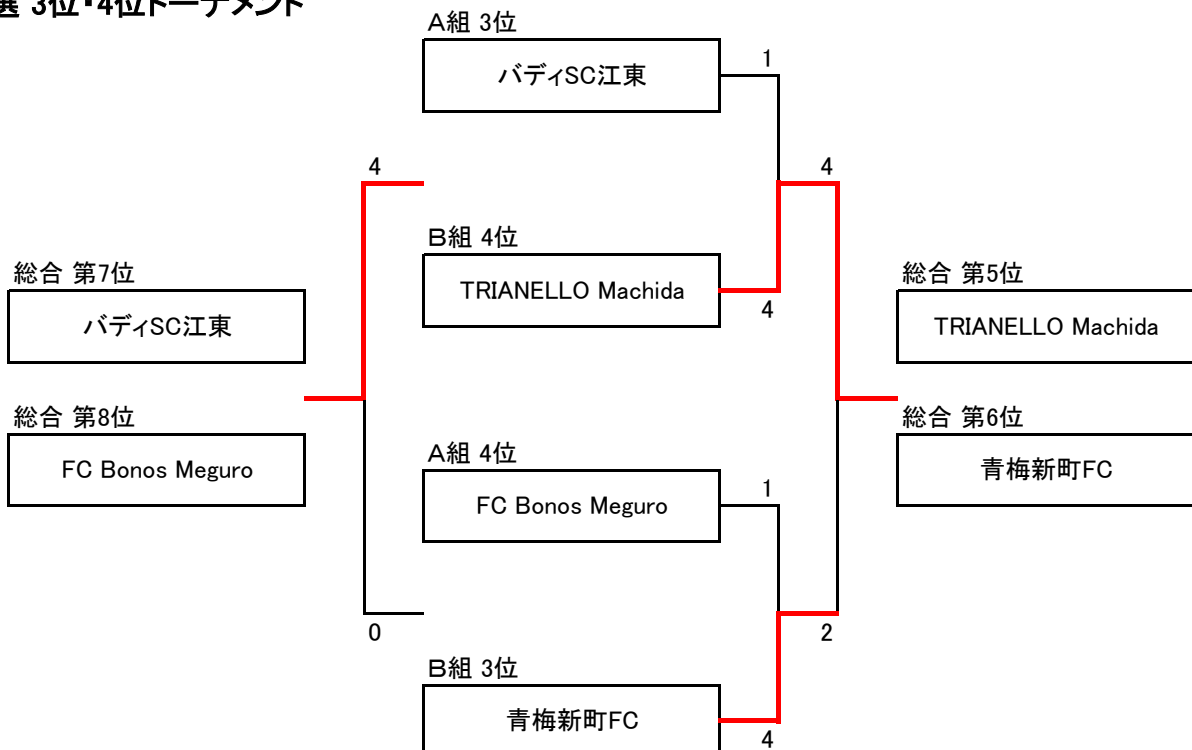 選 3位・4位トーナメント
A組 3位
バディSC江東
1
4
4
B組 4位
TRIANELLO Machida
4
総合 第7位
バディSC江東
総合 第5位
TRIANELLO Machida
総合 第8位
FC Bonos Meguro
総合 第6位
青梅新町FC
A組 4位
FC Bonos Meguro
1
0
2
B組 3位
青梅新町FC
4